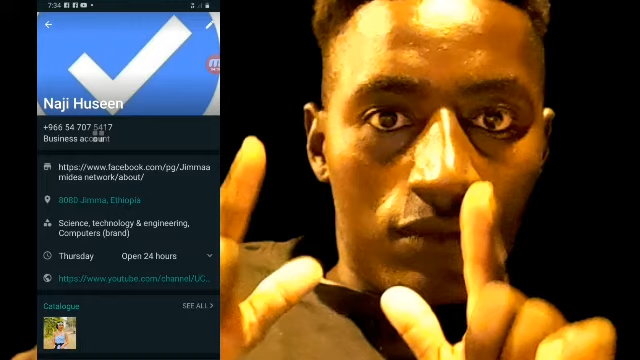 7:34
Naji Huseen
+966 54 707 5417
Business account
https://www.facebook.com/pg/Jimmaa
midea network/about/
8080 Jimma, Ethiopia
Science, technology & engineering,
Computers (brand)
Thursday Open 24 hours
https://www.youtube.com/channel/UC..
Catalogue SEE ALL